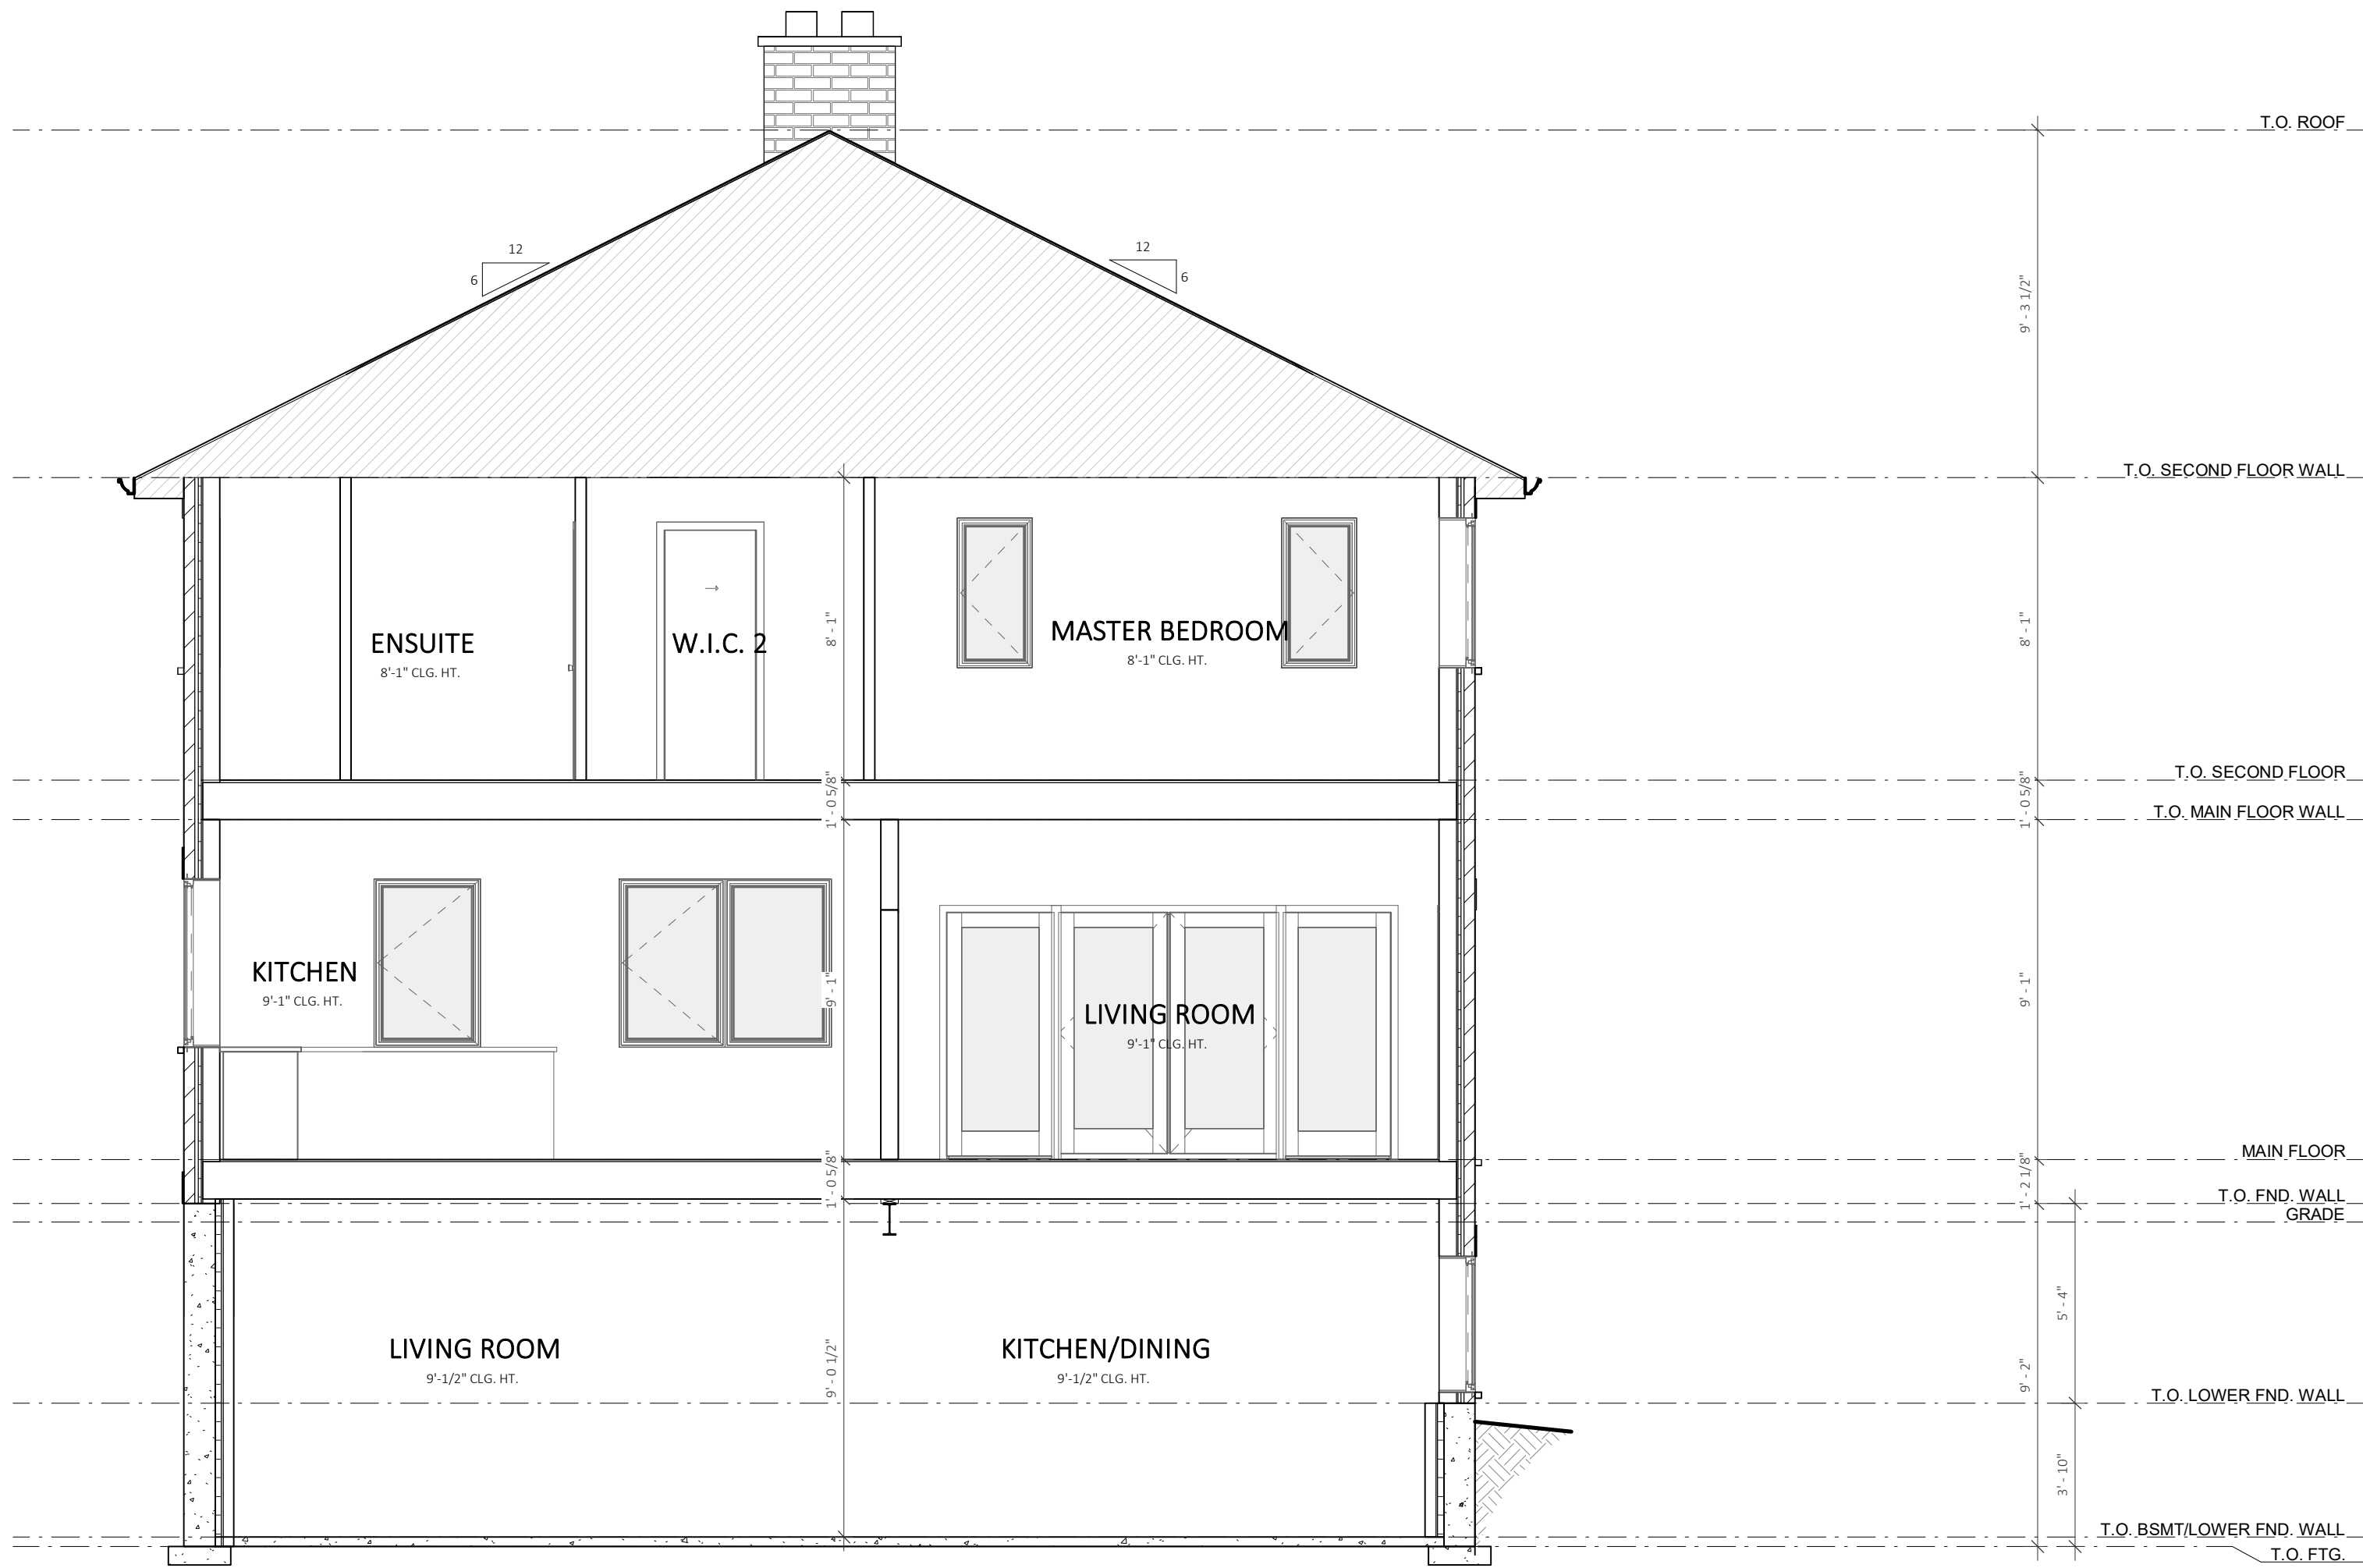 T.O. ROOF
12
6
12
6
9' - 3 1/2"
T.O. SECOND FLOOR WALL
ENSUITE
8'-1" CLG. HT.
W.I.C. 2
8' - 1"
MASTER BEDROOM
8'-1" CLG. HT.
8' - 1"
T.O. SECOND FLOOR
1' - 0 5/8"
1' - 0 5/8"
T.O. MAIN FLOOR WALL
KITCHEN
9'-1" CLG. HT.
9' - 1"
LIVING ROOM
9'-1" CLG. HT.
9' - 1"
MAIN FLOOR
1' - 0 5/8"
1' - 2 1/8"
T.O. FND. WALL
GRADE
5' - 4"
LIVING ROOM
9'-1/2" CLG. HT.
9' - 0 1/2"
KITCHEN/DINING
9'-1/2" CLG. HT.
9' - 2"
T.O. LOWER FND. WALL
3' - 10"
T.O. BSMT/LOWER FND. WALL
T.O. FTG.